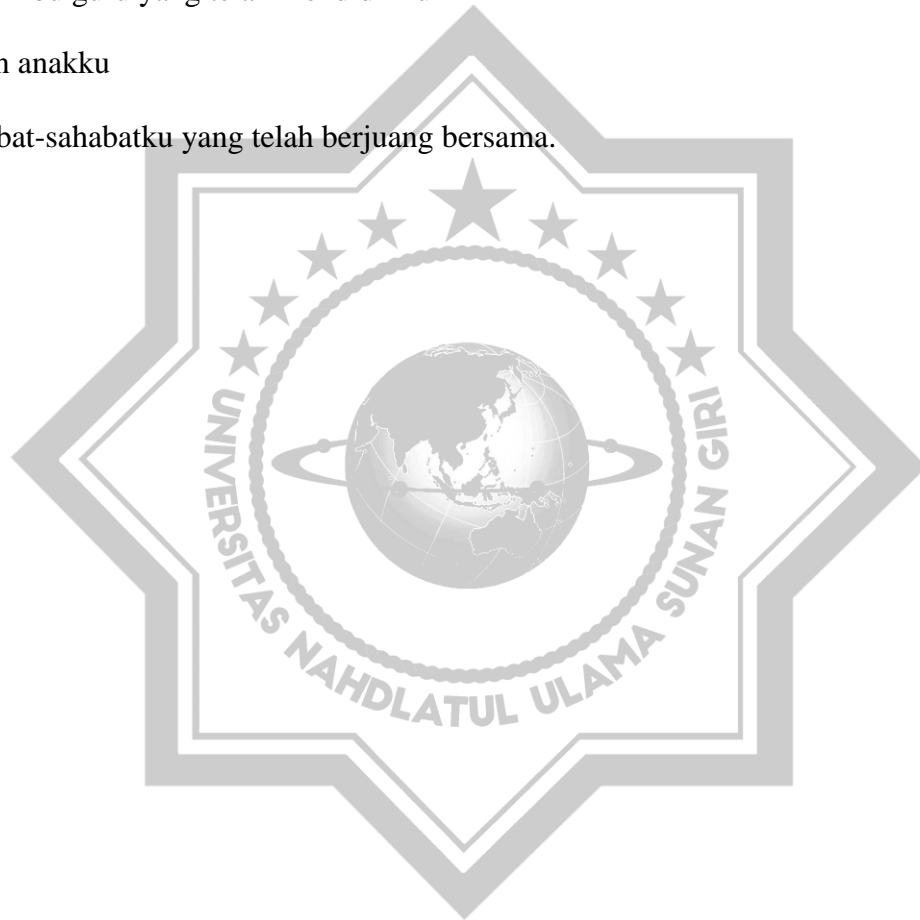 n anakku
bat-sahabatku yang telah berjuang bersama.
UNIVERSITAS NAHDLATUL ULAMA SUNAN GIRI